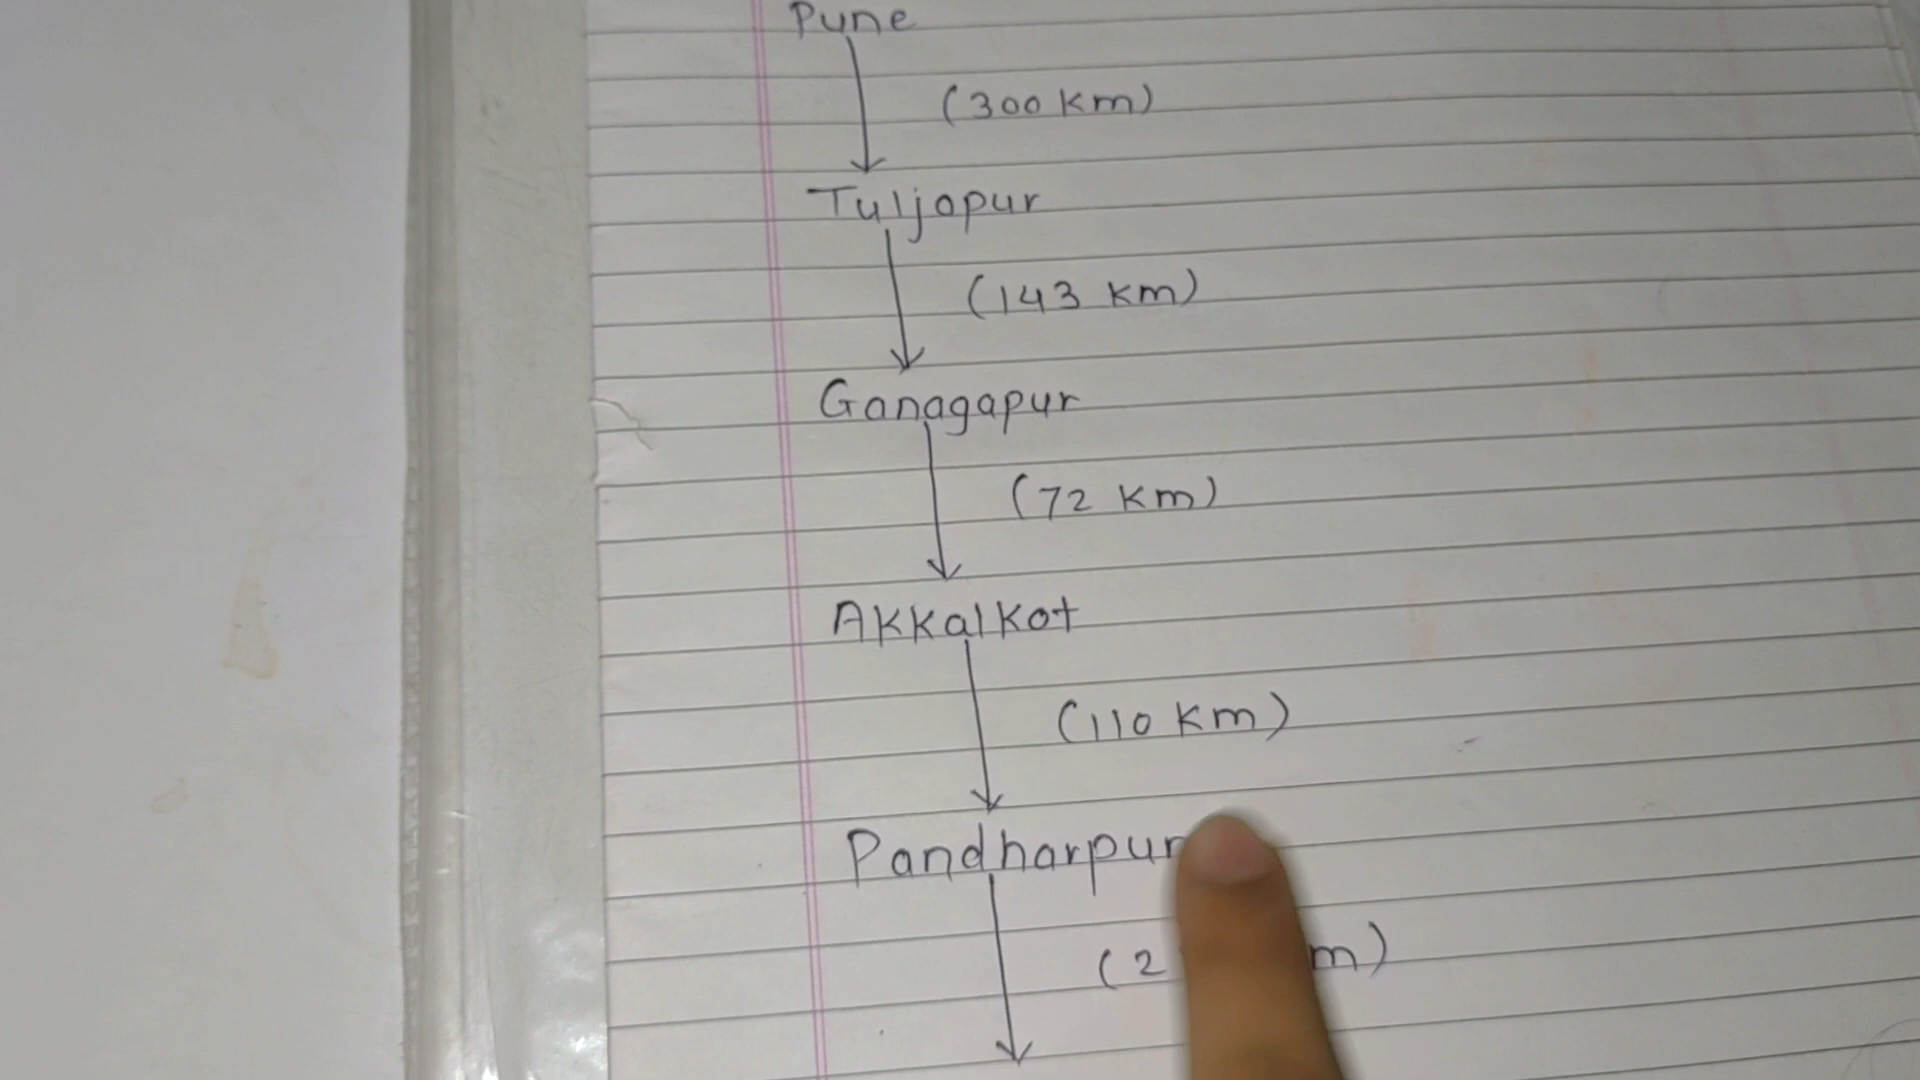 Pune
(300 km)
Tuljapur
(143 km)
Ganagapur
(72 km)
Akkalkot
(110 km)
Pandharpur